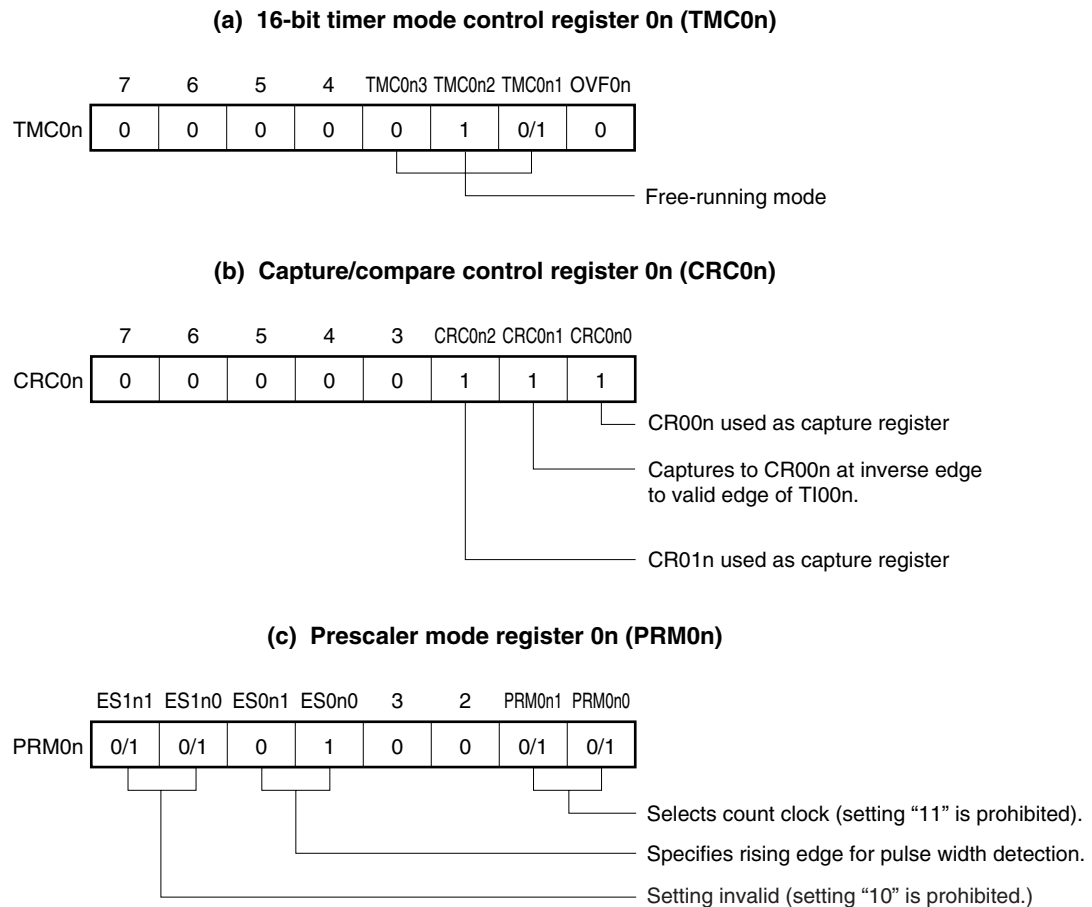 (a) 16-bit timer mode control register 0n (TMC0n)
7 6 5 4 TMC0n3 TMC0n2 TMC0n1 OVF0n
TMC0n 0 0 0 0 0 1 0/1 0
Free-running mode
(b) Capture/compare control register 0n (CRC0n)
7 6 5 4 3 CRC0n2 CRC0n1 CRC0n0
CRC0n 0 0 0 0 0 1 1 1
CR00n used as capture register
Captures to CR00n at inverse edge
to valid edge of TI00n.
CR01n used as capture register
(c) Prescaler mode register 0n (PRM0n)
ES1n1 ES1n0 ES0n1 ES0n0 3 2 PRM0n1 PRM0n0
PRM0n 0/1 0/1 0 1 0 0 0/1 0/1
Selects count clock (setting “11” is prohibited).
Specifies rising edge for pulse width detection.
Setting invalid (setting “10” is prohibited.)